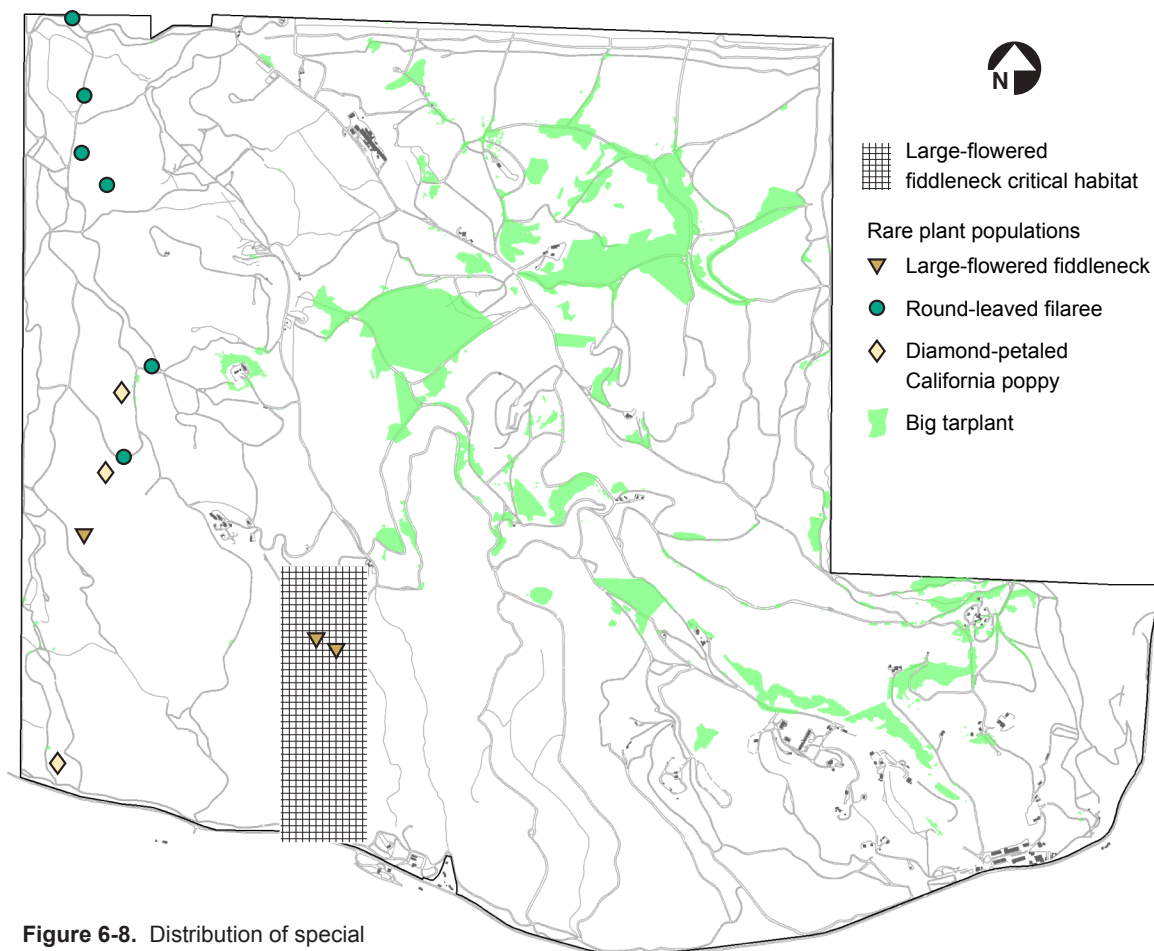 N
Large-flowered
fiddleneck critical habitat
Rare plant populations
Large-flowered fiddleneck
Round-leaved filaree
Diamond-petaled
California poppy
Big tarplant
Figure 6-8. Distribution of special